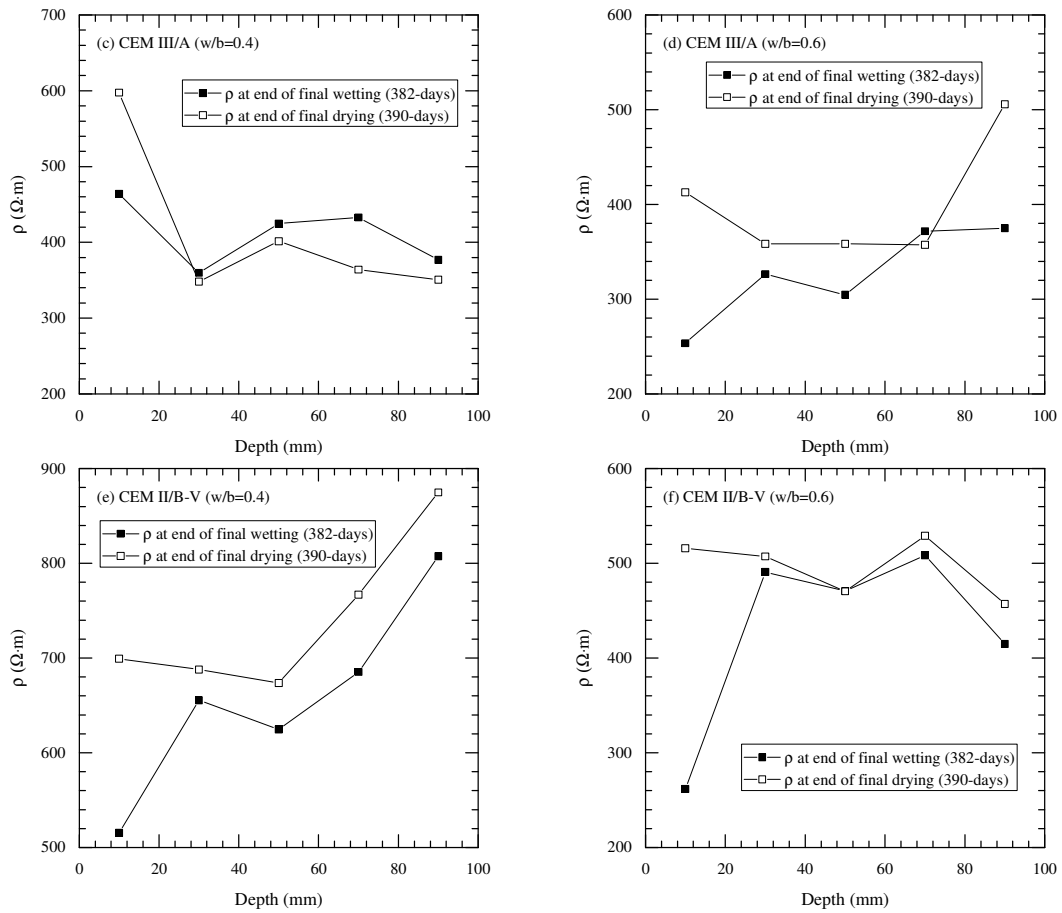 700
(c) CEM III/A (w/b=0.4)
ρ at end of final wetting (382-days)
ρ at end of final drying (390-days)
600
500
400
300
200
ρ (Ω·m)
0 20 40 60 80 100
Depth (mm)
600
(d) CEM III/A (w/b=0.6)
ρ at end of final wetting (382-days)
ρ at end of final drying (390-days)
500
400
300
200
ρ (Ω·m)
0 20 40 60 80 100
Depth (mm)
900
(e) CEM II/B-V (w/b=0.4)
ρ at end of final wetting (382-days)
ρ at end of final drying (390-days)
800
700
600
500
ρ (Ω·m)
0 20 40 60 80 100
Depth (mm)
600
(f) CEM II/B-V (w/b=0.6)
500
400
300
200
ρ (Ω·m)
ρ at end of final wetting (382-days)
ρ at end of final drying (390-days)
0 20 40 60 80 100
Depth (mm)